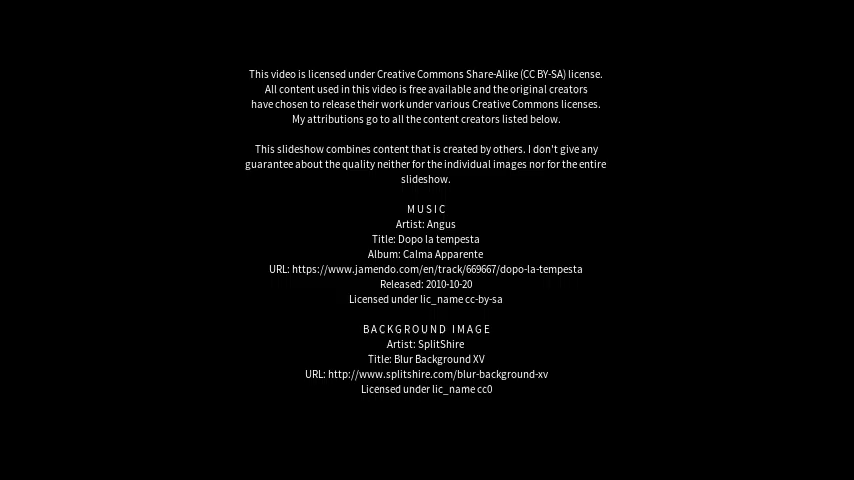 This video is licensed under Creative Commons Share-Alike (CC BY-SA) license.
All content used in this video is free available and the original creators
have chosen to release their work under various Creative Commons licenses.
My attributions go to all the content creators listed below.
This slideshow combines content that is created by others. I don't give any
guarantee about the quality neither for the individual images nor for the entire
slideshow.
MUSIC
Artist: Angus
Title: Dopo la tempesta
Album: Calma Apparente
URL: https://www.jamendo.com/en/track/669667/dopo-la-tempesta
Released: 2010-10-20
Licensed under lic_name cc-by-sa
BACKGROUND IMAGE
Artist: SplitShire
Title: Blur Background XV
URL: http://www.splitshire.com/blur-background-xv
Licensed under lic_name cc0